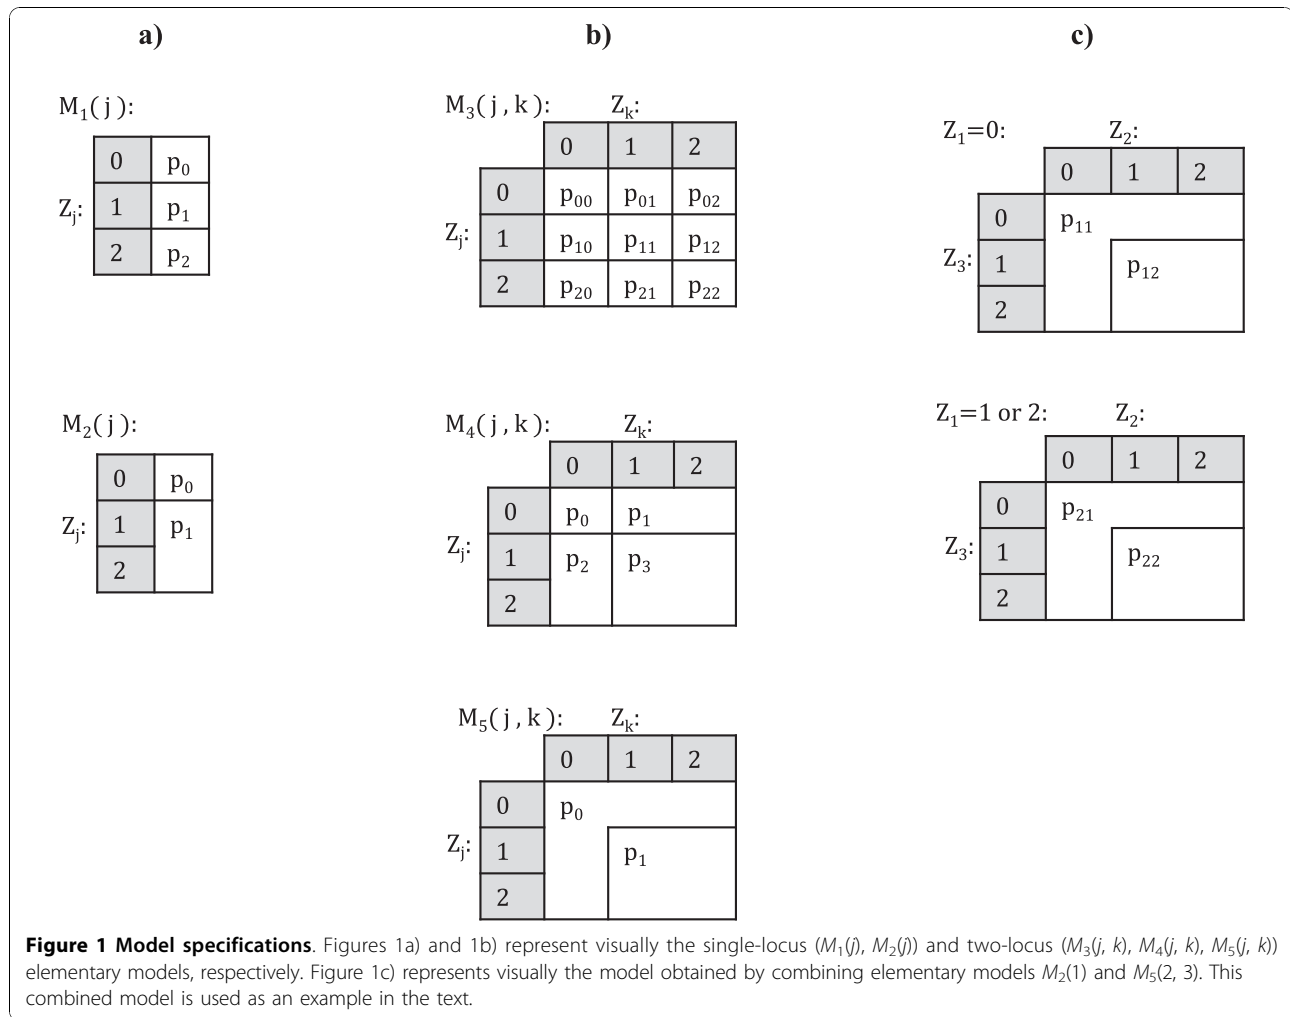 a)
b)
c)
M1(j):
0 p0
Zj: 1 p1
2 p2
M2(j):
0 p0
Zj: 1 p1
2
M3(j,k): Zk:
0 1 2
0 p00 p01 p02
Zj: 1 p10 p11 p12
2 p20 p21 p22
M4(j,k): Zk:
0 1 2
0 p0 p1
Zj: 1 p2 p3
2
M5(j,k): Zk:
0 1 2
0 p0
Zj: 1 p1
2
Z1=0: Z2:
0 1 2
0 p11
Z3: 1 p12
2
Z1=1 or 2: Z2:
0 1 2
0 p21
Z3: 1 p22
2
Figure 1 Model specifications. Figures 1a) and 1b) represent visually the single-locus (M1(j), M2(j)) and two-locus (M3(j, k), M4(j, k), M5(j, k))
elementary models, respectively. Figure 1c) represents visually the model obtained by combining elementary models M2(1) and M5(2, 3). This
combined model is used as an example in the text.